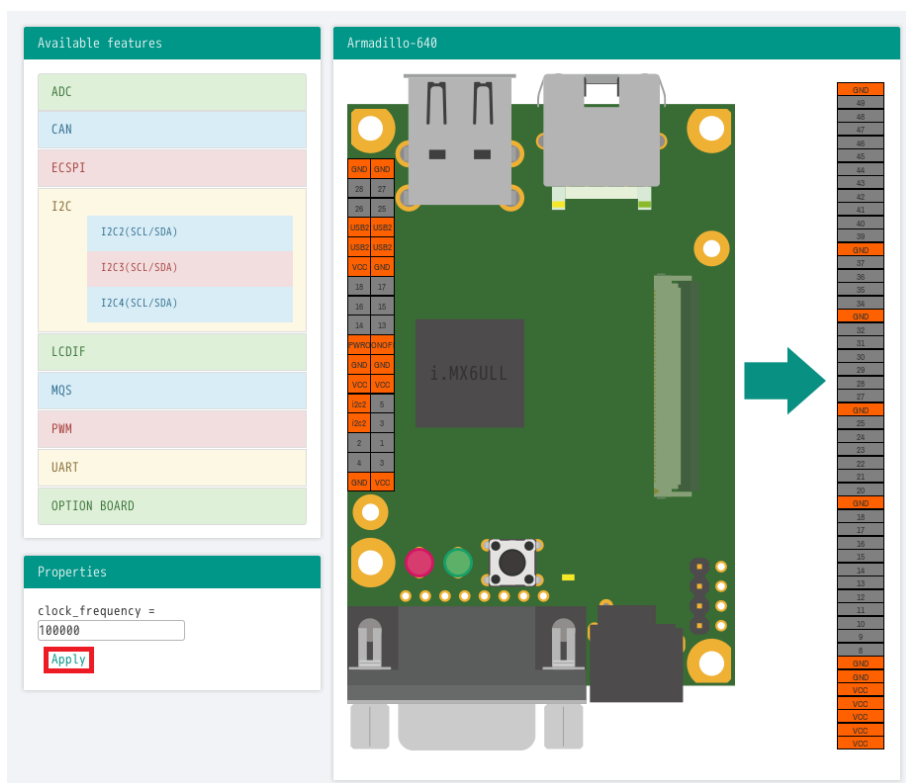 Available features
ADC
CAN
ECSPI
I2C
I2C2(SCL/SDA)
I2C3(SCL/SDA)
I2C4(SCL/SDA)
LCDIF
MQS
PWM
UART
OPTION BOARD
Properties
clock_frequency =
100000
Apply
Armadillo-640
GND GND
28 27
26 25
USB2 USB2
USB2 USB2
VCC GND
18 17
16 15
14 13
GND GND
VCC VCC
i2c2 5
i2c2 3
2 1
4 3
GND VCC
i.MX6ULL
GND
49
48
47
46
45
44
43
42
41
40
39
GND
37
36
35
34
GND
32
31
30
29
28
27
GND
25
24
23
22
21
20
GND
18
17
16
15
14
13
12
11
10
9
8
GND
GND
VCC
VCC
VCC
VCC
VCC